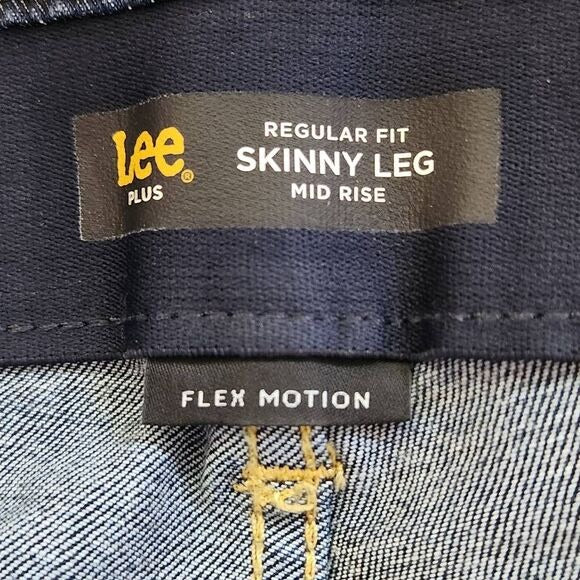 Lee®
PLUS
REGULAR FIT
SKINNY LEG
MID RISE
FLEX MOTION